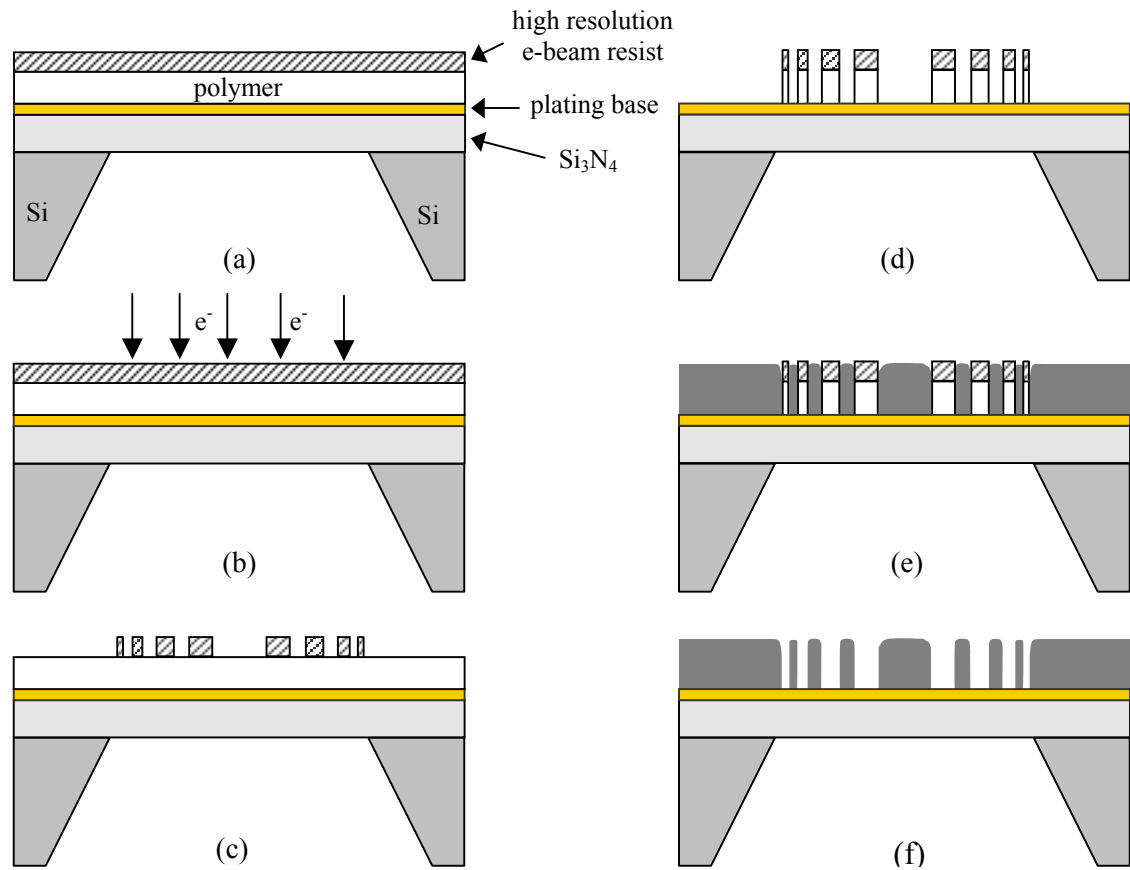 high resolution
e-beam resist
polymer
plating base
Si₃N₄
Si
Si
(a)
e⁻
e⁻
(b)
(c)
(d)
(e)
(f)